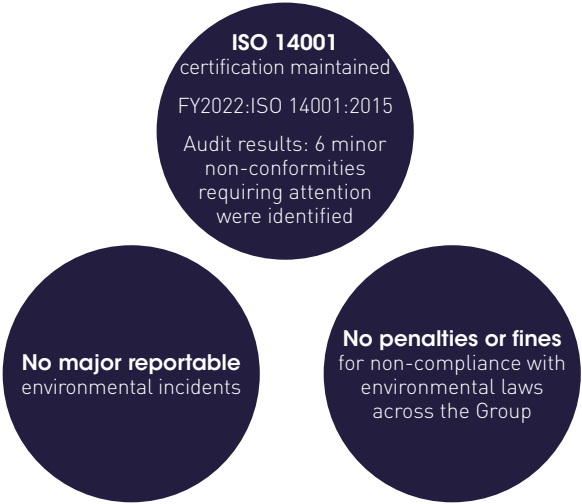 ISO 14001
certification maintained
FY2022:ISO 14001:2015
Audit results: 6 minor
non-conformities
requiring attention
were identified
No major reportable
environmental incidents
No penalties or fines
for non-compliance with
environmental laws
across the Group